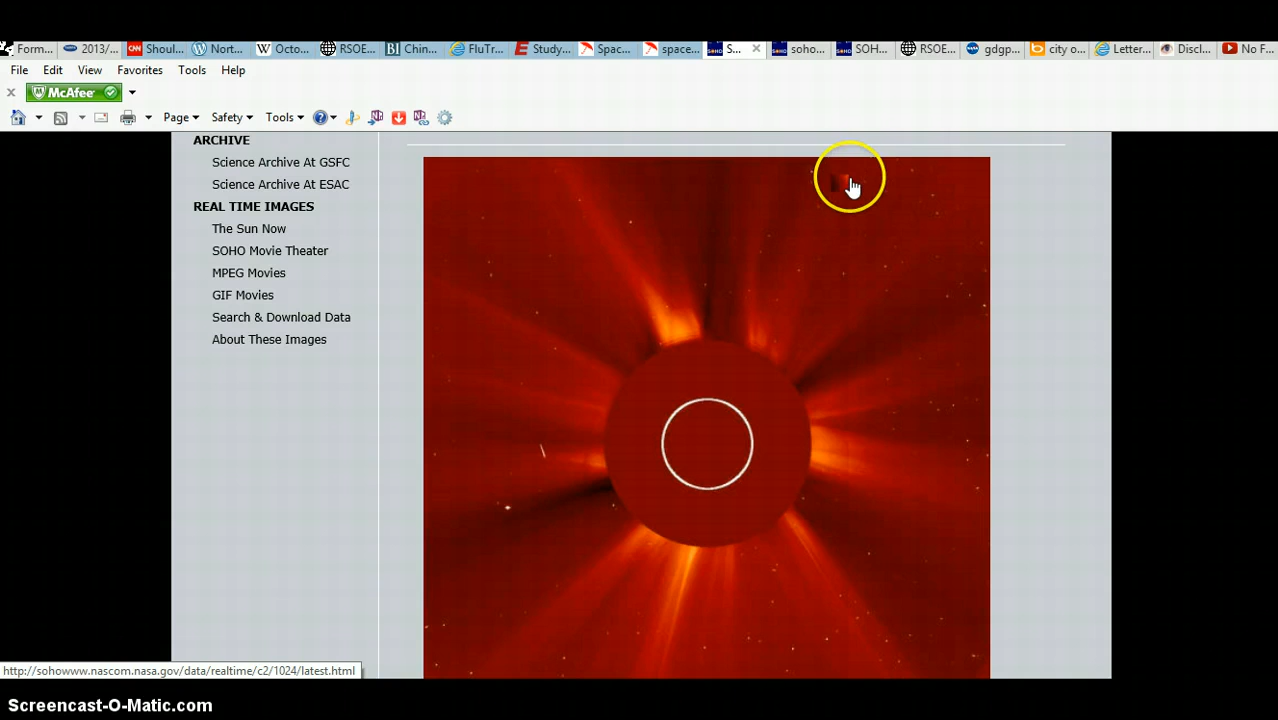 Form... 2013/... Shoul... Nort... Octo... RSOE... Chin... FluTr... Study... Spac... space... S... soho... SOH... RSOE... gdgp... city o... Letter... Discl... No F...
File Edit View Favorites Tools Help
McAfee
Page Safety Tools
ARCHIVE
Science Archive At GSFC
Science Archive At ESAC
REAL TIME IMAGES
The Sun Now
SOHO Movie Theater
MPEG Movies
GIF Movies
Search & Download Data
About These Images
http://sohowww.nascom.nasa.gov/data/realtime/c2/1024/latest.html
Screencast-O-Matic.com